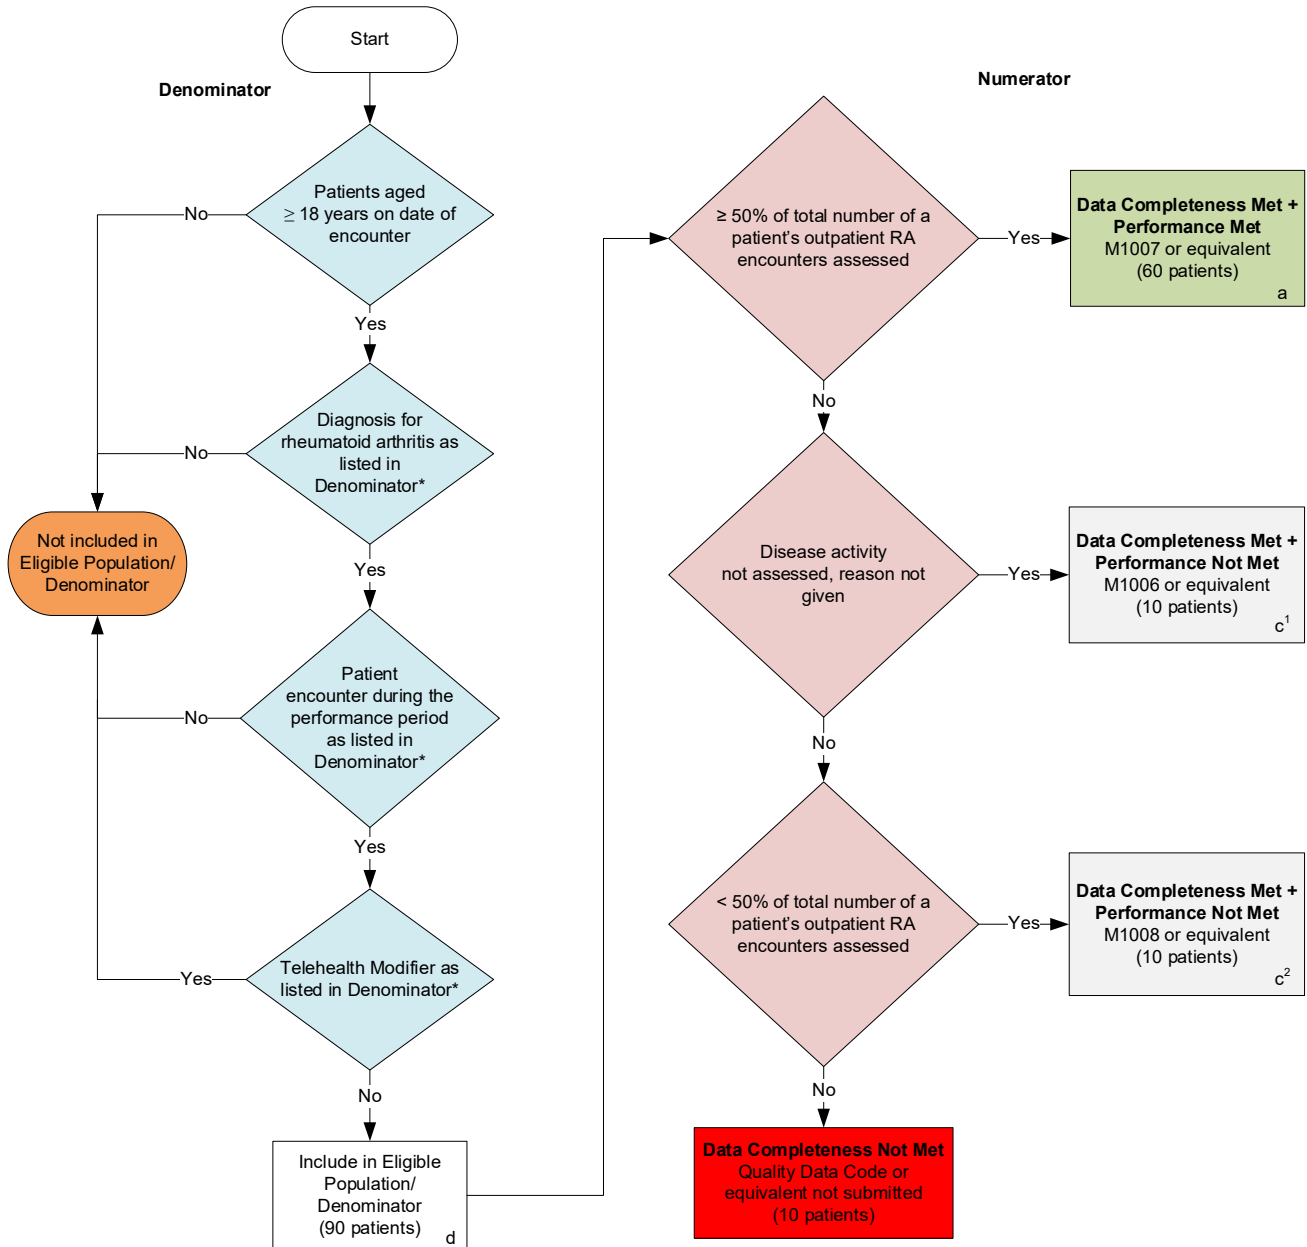 Start
Denominator
Patients aged
≥ 18 years on date of
encounter
No
Yes
Diagnosis for
rheumatoid arthritis as
listed in
Denominator*
No
Yes
Not included in
Eligible Population/
Denominator
Patient
encounter during the
performance period
as listed in
Denominator*
No
Yes
Telehealth Modifier as
listed in Denominator*
Yes
No
Include in Eligible
Population/
Denominator
(90 patients)
d
Numerator
≥ 50% of total number of a
patient’s outpatient RA
encounters assessed
Yes
Data Completeness Met +
Performance Met
M1007 or equivalent
(60 patients)
a
No
Disease activity
not assessed, reason not
given
Yes
Data Completeness Met +
Performance Not Met
M1006 or equivalent
(10 patients)
c¹
No
< 50% of total number of a
patient’s outpatient RA
encounters assessed
Yes
Data Completeness Met +
Performance Not Met
M1008 or equivalent
(10 patients)
c²
No
Data Completeness Not Met
Quality Data Code or
equivalent not submitted
(10 patients)